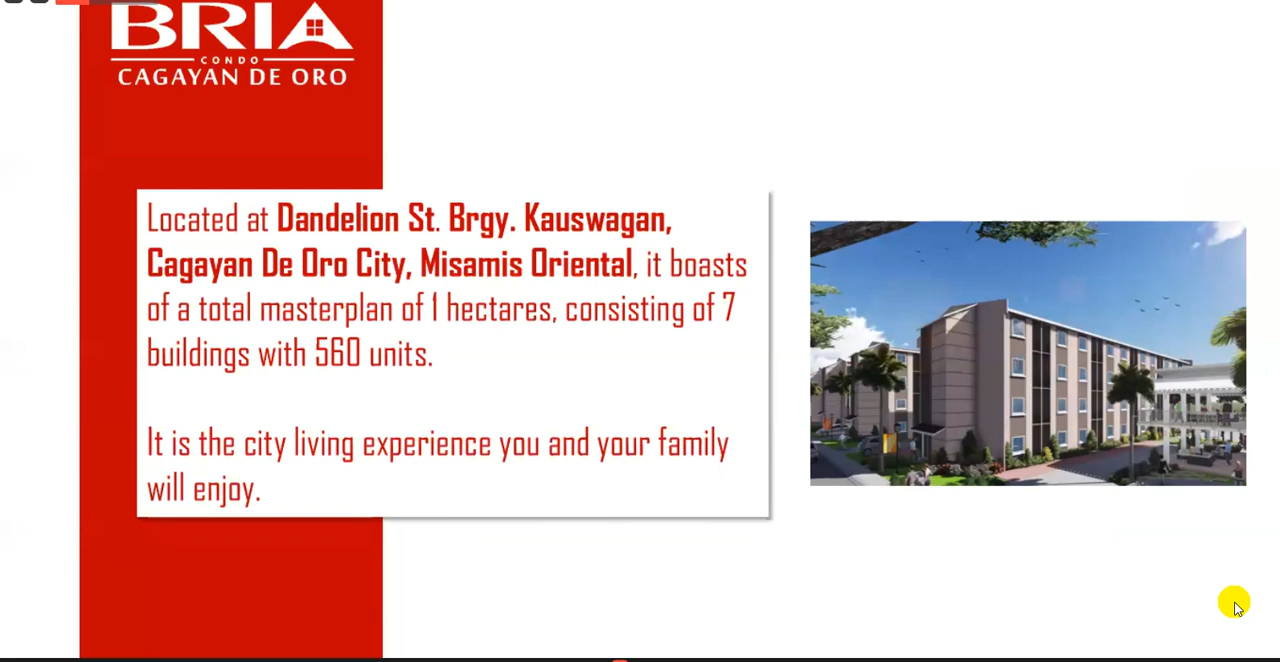 BRIA
CONDO
CAGAYAN DE ORO
Located at Dandelion St. Brgy. Kauswagan,
Cagayan De Oro City, Misamis Oriental, it boasts
of a total masterplan of 1 hectares, consisting of 7
buildings with 560 units.
It is the city living experience you and your family
will enjoy.